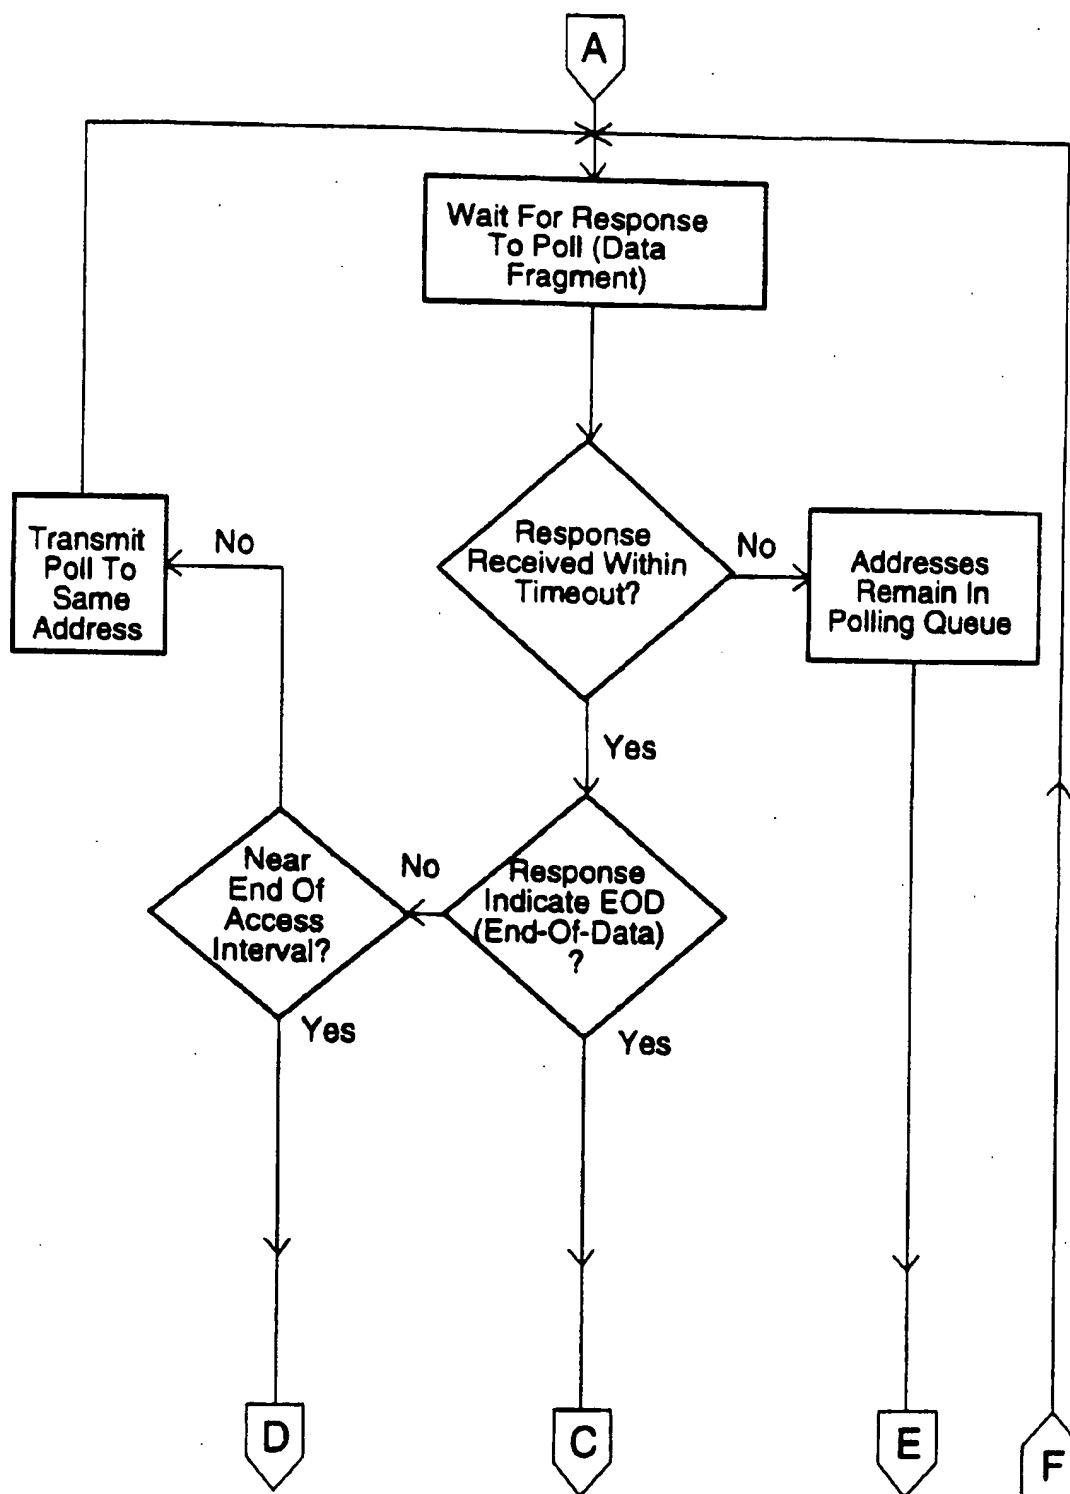 A
Wait For Response
To Poll (Data
Fragment)
Transmit
Poll To
Same
Address
No
Response
Received Within
Timeout?
No
Addresses
Remain In
Polling Queue
Yes
Near
End Of
Access
Interval?
No
Response
Indicate EOD
(End-Of-Data)
?
Yes
Yes
D
C
E
F